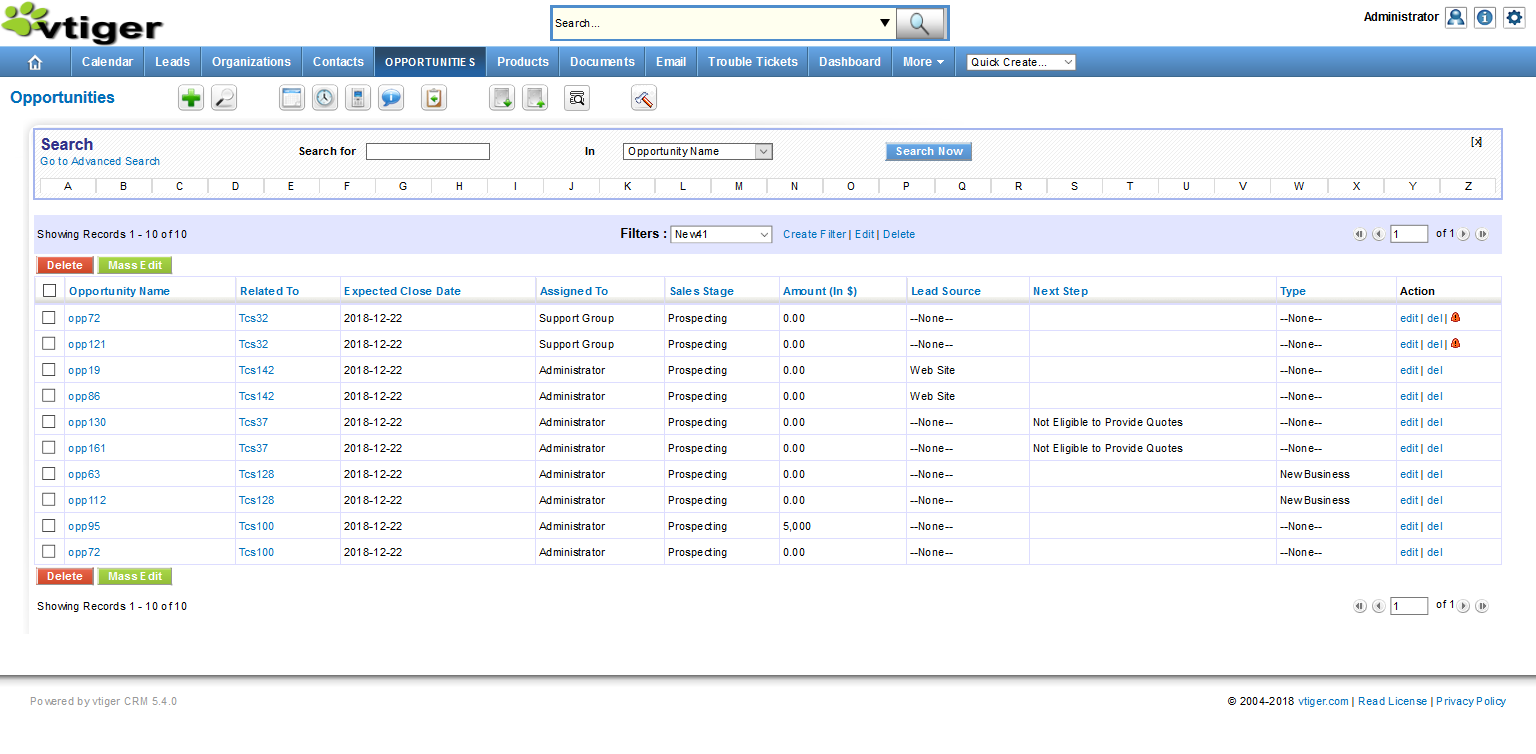 vtiger
Search...
Administrator
Calendar Leads Organizations Contacts OPPORTUNITIES Products Documents Email Trouble Tickets Dashboard More Quick Create...
Opportunities
Search
Go to Advanced Search
Search for In Opportunity Name Search Now [x]
A B C D E F G H I J K L M N O P Q R S T U V W X Y Z
Showing Records 1 - 10 of 10 Filters : New41 Create Filter | Edit | Delete 1 of 1
Delete Mass Edit
Opportunity Name Related To Expected Close Date Assigned To Sales Stage Amount (In $) Lead Source Next Step Type Action
opp72 Tcs32 2018-12-22 Support Group Prospecting 0.00 --None-- --None-- edit | del |
opp121 Tcs32 2018-12-22 Support Group Prospecting 0.00 --None-- --None-- edit | del |
opp19 Tcs142 2018-12-22 Administrator Prospecting 0.00 Web Site --None-- edit | del
opp86 Tcs142 2018-12-22 Administrator Prospecting 0.00 Web Site --None-- edit | del
opp130 Tcs37 2018-12-22 Administrator Prospecting 0.00 --None-- Not Eligible to Provide Quotes --None-- edit | del
opp161 Tcs37 2018-12-22 Administrator Prospecting 0.00 --None-- Not Eligible to Provide Quotes --None-- edit | del
opp63 Tcs128 2018-12-22 Administrator Prospecting 0.00 --None-- New Business edit | del
opp112 Tcs128 2018-12-22 Administrator Prospecting 0.00 --None-- New Business edit | del
opp95 Tcs100 2018-12-22 Administrator Prospecting 5,000 --None-- --None-- edit | del
opp72 Tcs100 2018-12-22 Administrator Prospecting 0.00 --None-- --None-- edit | del
Delete Mass Edit
Showing Records 1 - 10 of 10 1 of 1
Powered by vtiger CRM 5.4.0 © 2004-2018 vtiger.com | Read License | Privacy Policy